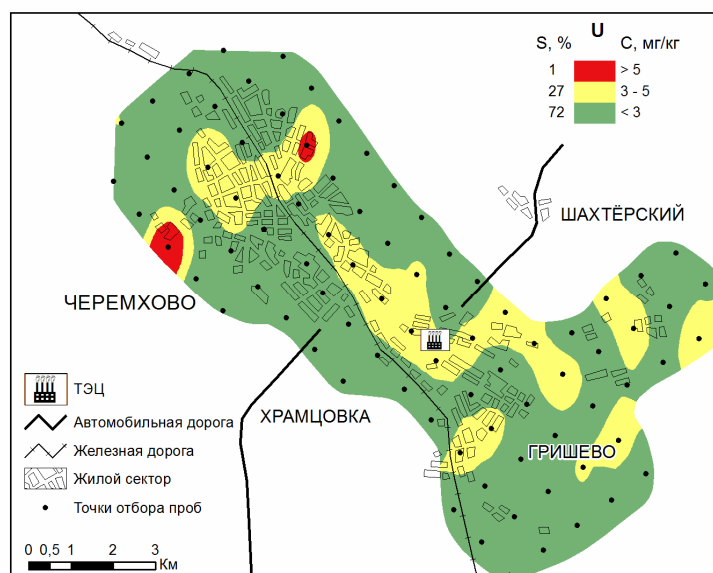 U
S, % C, мг/кг
1 > 5
27 3 - 5
72 < 3
ШАХТЁРСКИЙ
ЧЕРЕМХОВО
ХРАМЦОВКА
ГРИШЕВО
ТЭЦ
Автомобильная дорога
Железная дорога
Жилой сектор
Точки отбора проб
0 0,5 1 2 3
Км